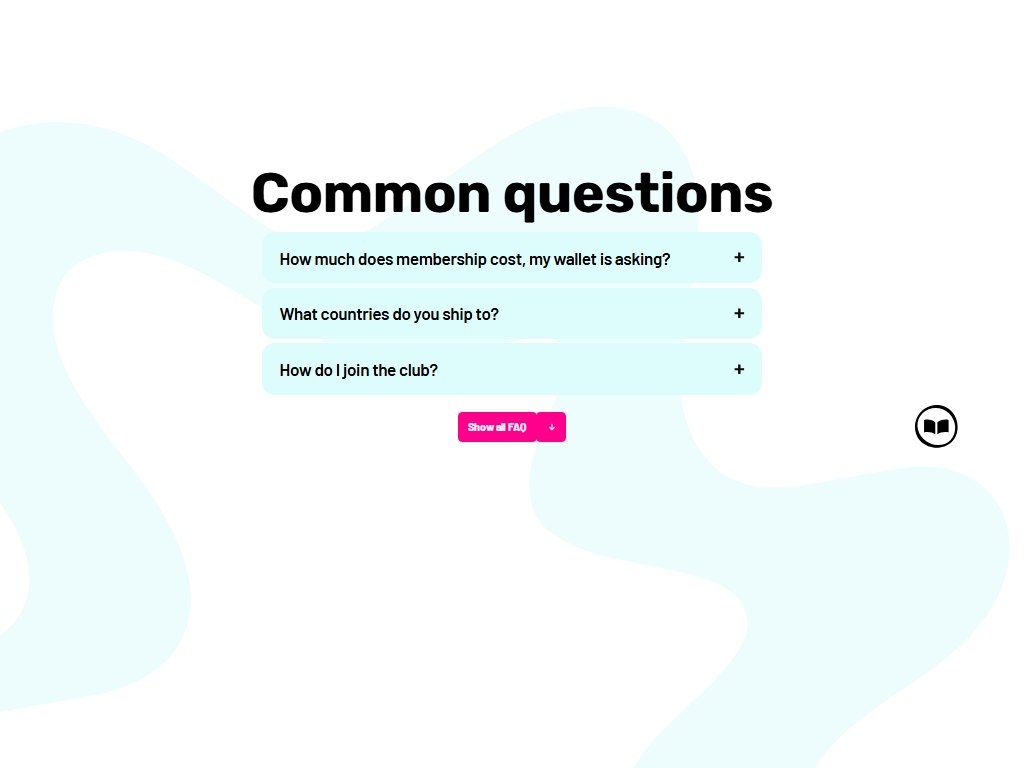 Common questions
How much does membership cost, my wallet is asking? +
What countries do you ship to? +
How do I join the club? +
Show all FAQ ↓